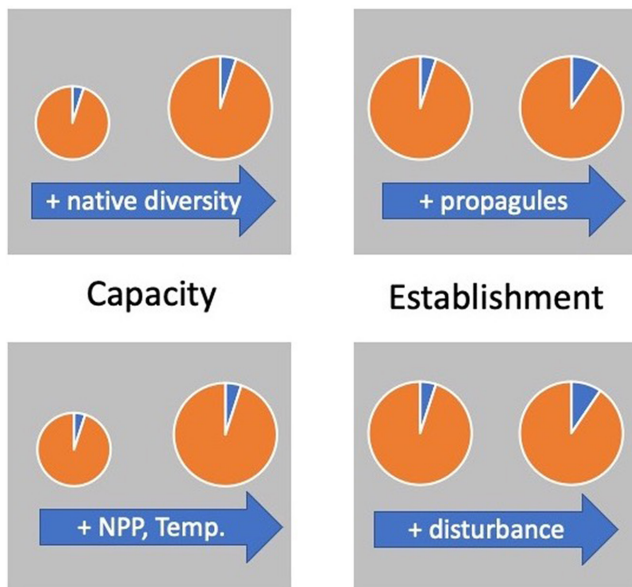 + native diversity
+ propagules
Capacity
Establishment
+ NPP, Temp.
+ disturbance